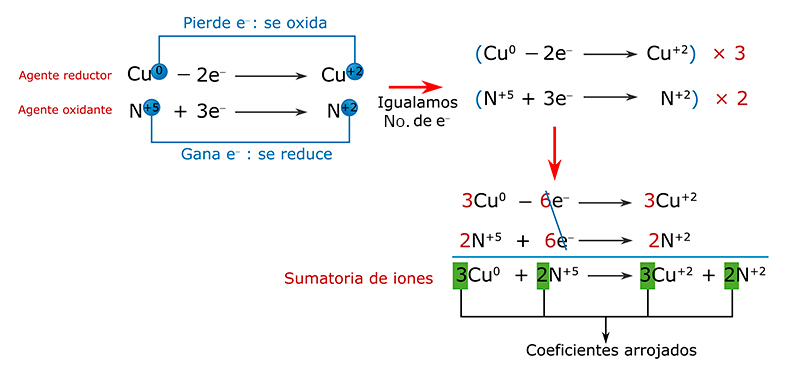 Pierde e⁻ : se oxida
Agente reductor Cu⁰ − 2e⁻ ⟶ Cu⁺²
Agente oxidante N⁺⁵ + 3e⁻ ⟶ N⁺²
Gana e⁻ : se reduce
Igualamos
No. de e⁻
(Cu⁰ − 2e⁻ ⟶ Cu⁺²) × 3
(N⁺⁵ + 3e⁻ ⟶ N⁺²) × 2
3Cu⁰ − 6e⁻ ⟶ 3Cu⁺²
2N⁺⁵ + 6e⁻ ⟶ 2N⁺²
Sumatoria de iones 3Cu⁰ + 2N⁺⁵ ⟶ 3Cu⁺² + 2N⁺²
Coeficientes arrojados